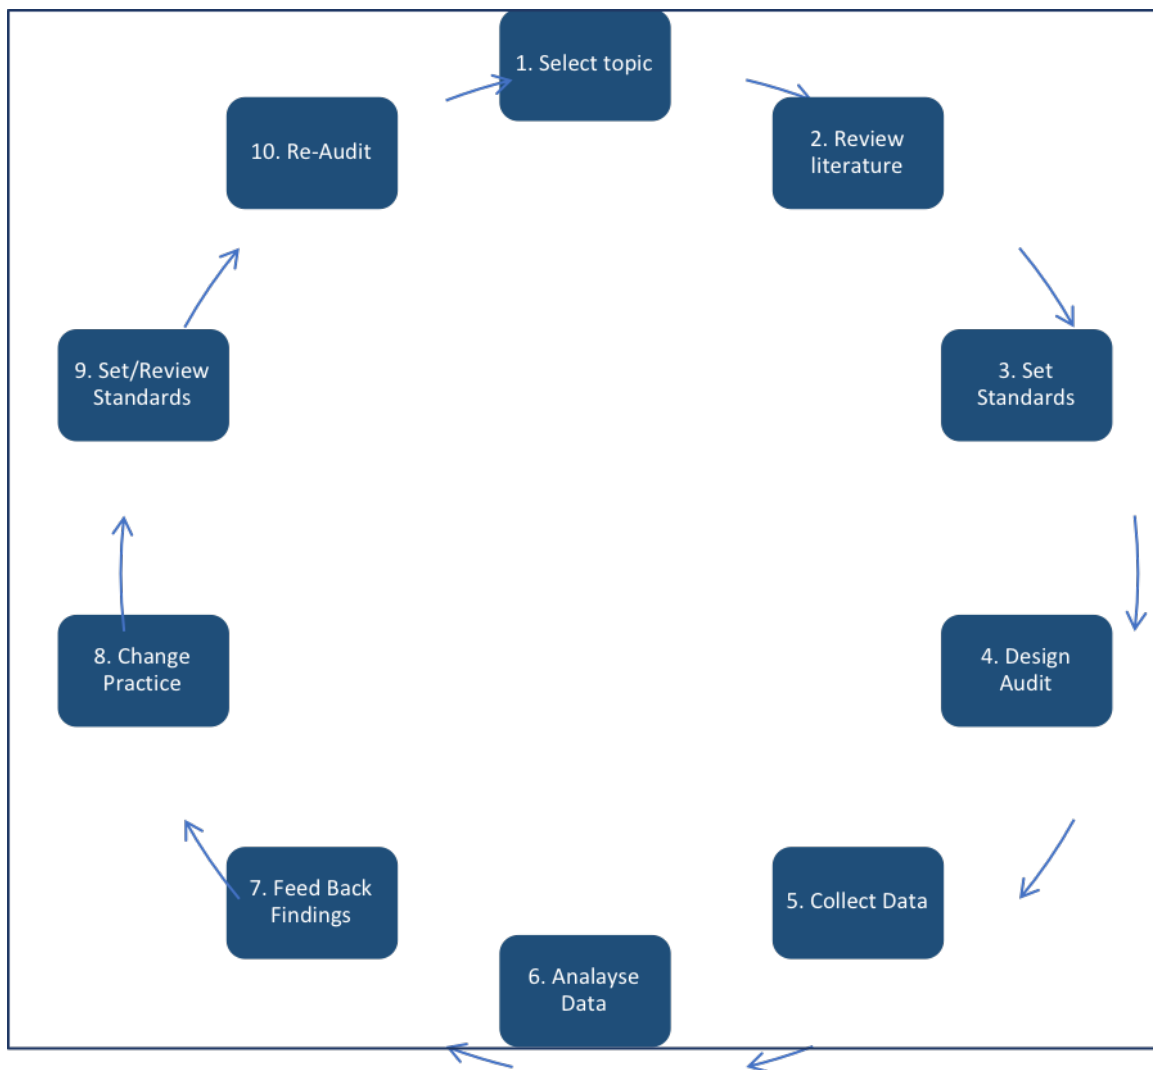 1. Select topic
2. Review
literature
3. Set
Standards
4. Design
Audit
5. Collect Data
6. Analayse
Data
7. Feed Back
Findings
8. Change
Practice
9. Set/Review
Standards
10. Re-Audit